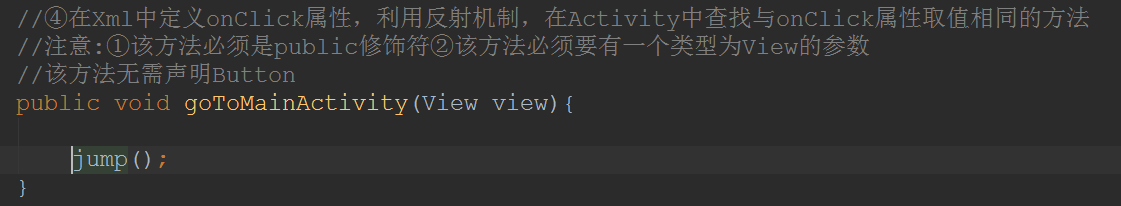 //④在Xml中定义onClick属性，利用反射机制，在Activity中查找与onClick属性取值相同的方法
//注意:①该方法必须是public修饰符②该方法必须要有一个类型为View的参数
//该方法无需声明Button
public void goToMainActivity(View view){
jump();
}